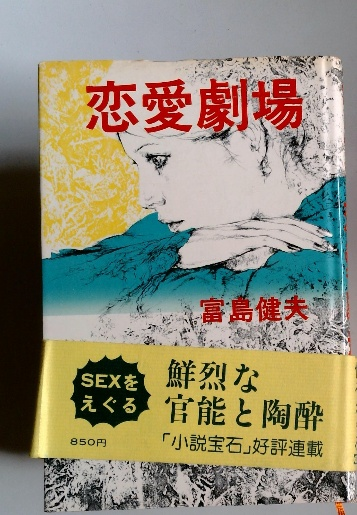 恋愛劇場
富島健夫
SEXを
えぐる
850円
鮮烈な
官能と陶酔
「小説宝石」好評連載